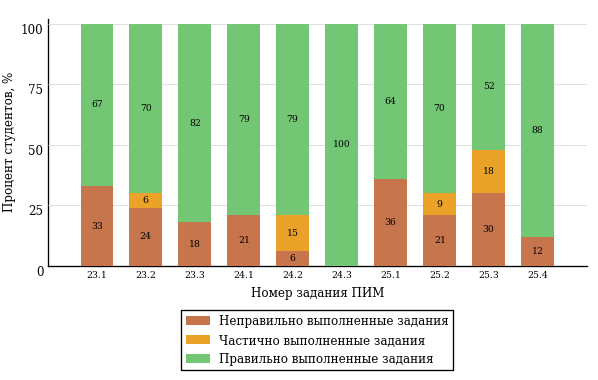 Процент студентов, %
100
75
50
25
0
67 70 82 79 79 100 64 70 52 88
6 15 9 18
33 24 18 21 6 36 21 30 12
23.1 23.2 23.3 24.1 24.2 24.3 25.1 25.2 25.3 25.4
Номер задания ПИМ
Неправильно выполненные задания
Частично выполненные задания
Правильно выполненные задания